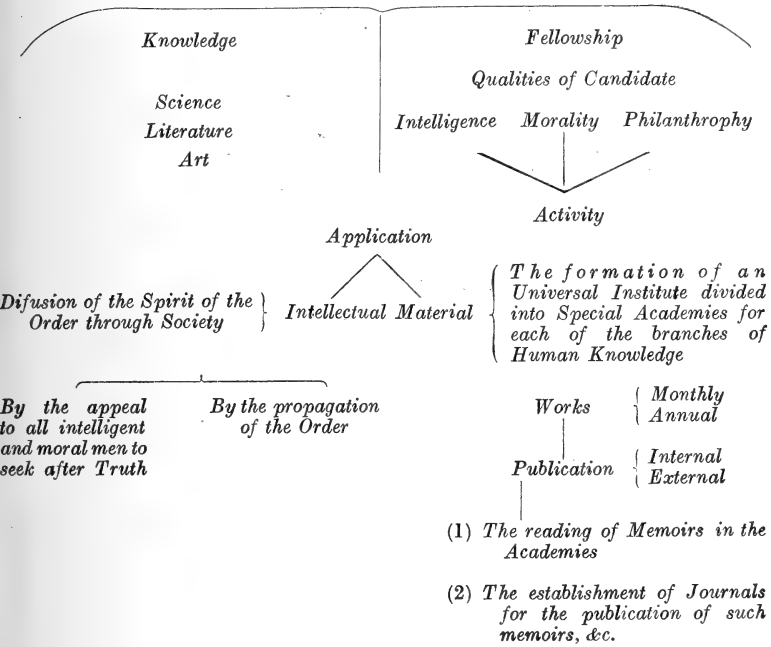 Knowledge
Science
Literature
Art
Fellowship
Qualities of Candidate
Intelligence Morality Philanthrophy
Activity
Application
Intellectual Material
Difusion of the Spirit of the
Order through Society
The formation of an
Universal Institute divided
into Special Academies for
each of the branches of
Human Knowledge
By the appeal
to all intelligent
and moral men to
seek after Truth
By the propagation
of the Order
Works
Monthly
Annual
Publication
Internal
External
(1) The reading of Memoirs in the
Academies
(2) The establishment of Journals
for the publication of such
memoirs, &c.